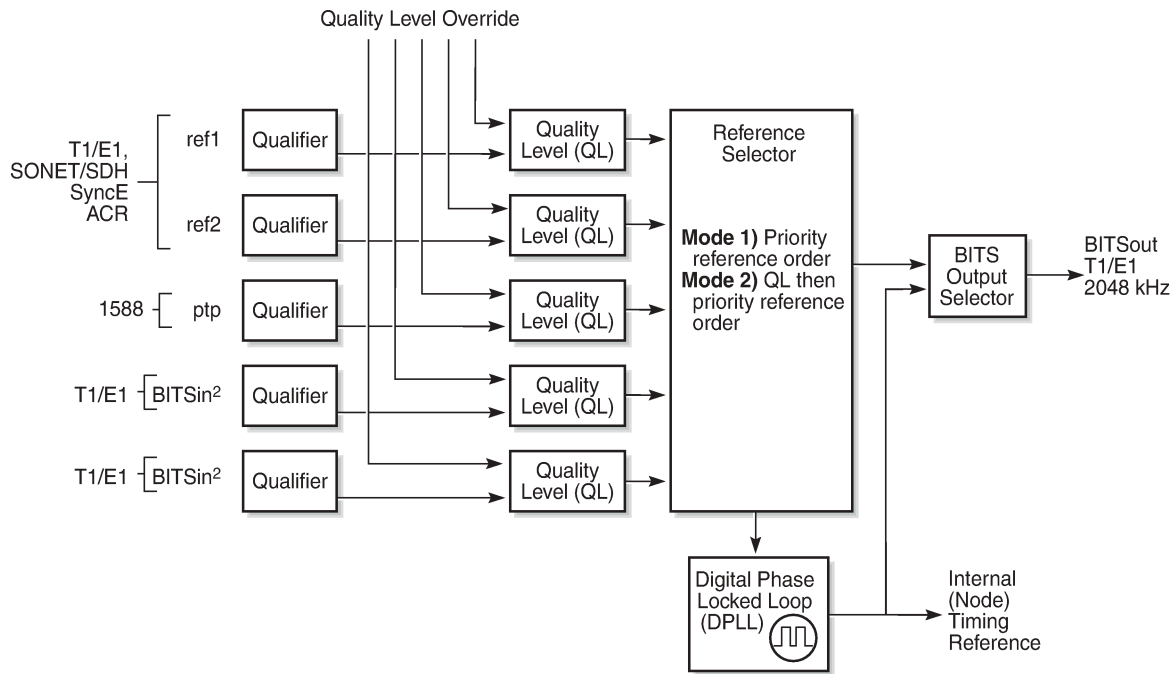 Quality Level Override
T1/E1,
SONET/SDH
SyncE
ACR
ref1
Qualifier
Quality
Level (QL)
ref2
Qualifier
Quality
Level (QL)
1588
ptp
Qualifier
Quality
Level (QL)
T1/E1
BITSin2
Qualifier
Quality
Level (QL)
T1/E1
BITSin2
Qualifier
Quality
Level (QL)
Reference
Selector
Mode 1) Priority
reference order
Mode 2) QL then
priority reference
order
BITS
Output
Selector
BITSout
T1/E1
2048 kHz
Digital Phase
Locked Loop
(DPLL)
Internal
(Node)
Timing
Reference